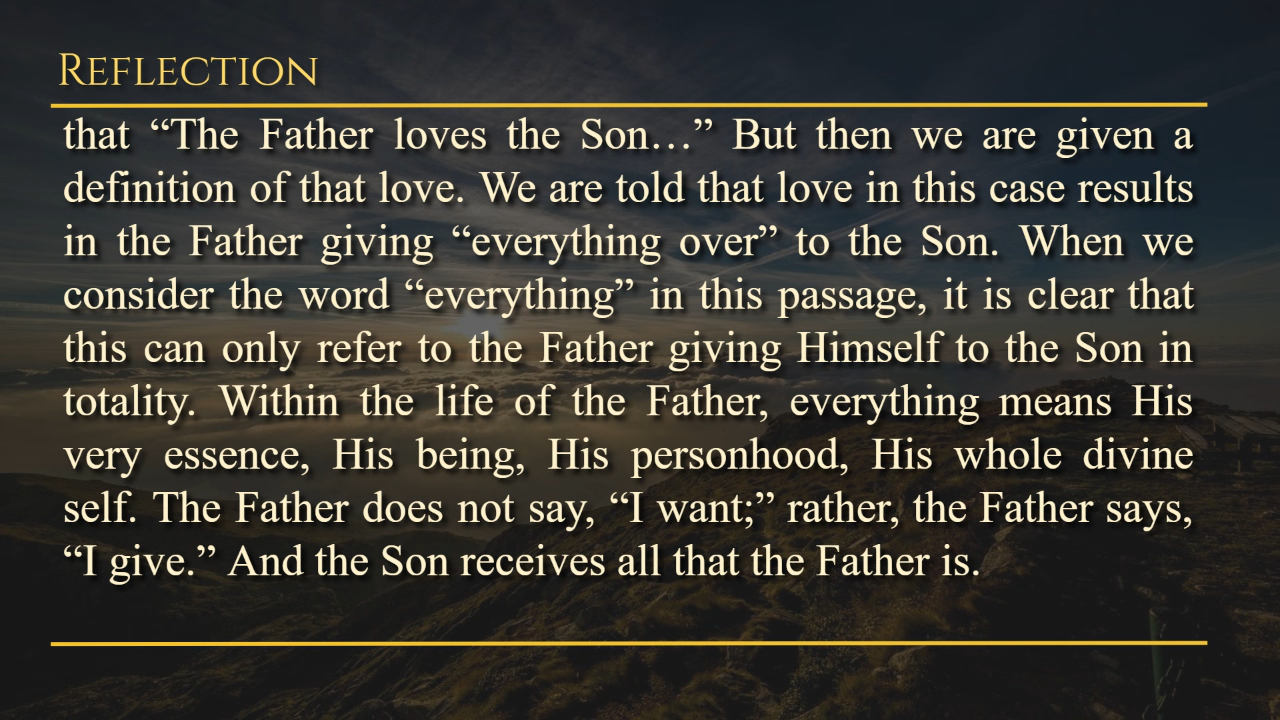 Reflection
that “The Father loves the Son…” But then we are given a
definition of that love. We are told that love in this case results
in the Father giving “everything over” to the Son. When we
consider the word “everything” in this passage, it is clear that
this can only refer to the Father giving Himself to the Son in
totality. Within the life of the Father, everything means His
very essence, His being, His personhood, His whole divine
self. The Father does not say, “I want;” rather, the Father says,
“I give.” And the Son receives all that the Father is.